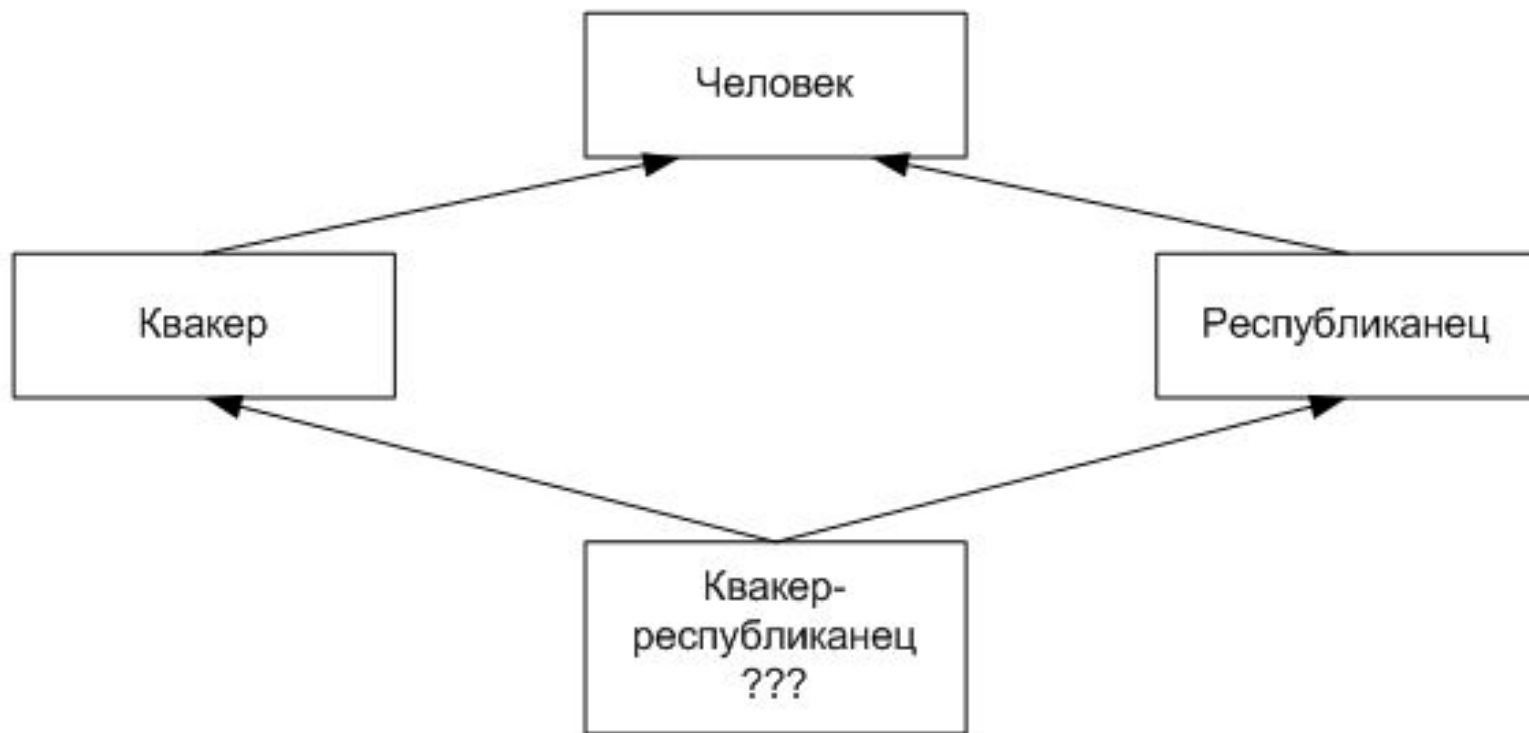 Человек
Квакер
Республиканец
Квакер-
республиканец
???